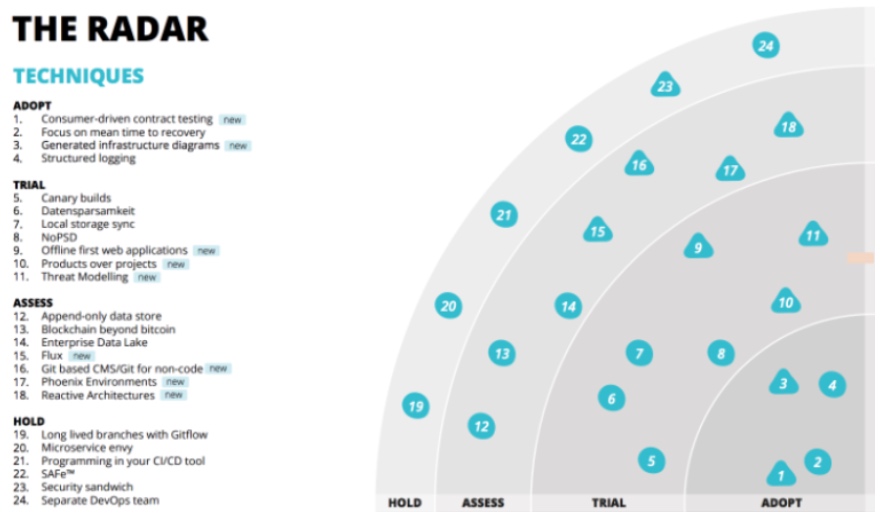 THE RADAR
TECHNIQUES
ADOPT
1. Consumer-driven contract testing new
2. Focus on mean time to recovery
3. Generated infrastructure diagrams new
4. Structured logging
TRIAL
5. Canary builds
6. Datensparsamkeit
7. Local storage sync
8. NoPSD
9. Offline first web applications new
10. Products over projects new
11. Threat Modelling new
ASSESS
12. Append-only data store
13. Blockchain beyond bitcoin
14. Enterprise Data Lake
15. Flux new
16. Git based CMS/Git for non-code new
17. Phoenix Environments new
18. Reactive Architectures new
HOLD
19. Long lived branches with Gitflow
20. Microservice envy
21. Programming in your CI/CD tool
22. SAFe™
23. Security sandwich
24. Separate DevOps team
24
23
22
18
16
17
21
15
11
9
20
14
10
13
7
8
19
12
6
3
4
5
1
2
HOLD ASSESS TRIAL ADOPT